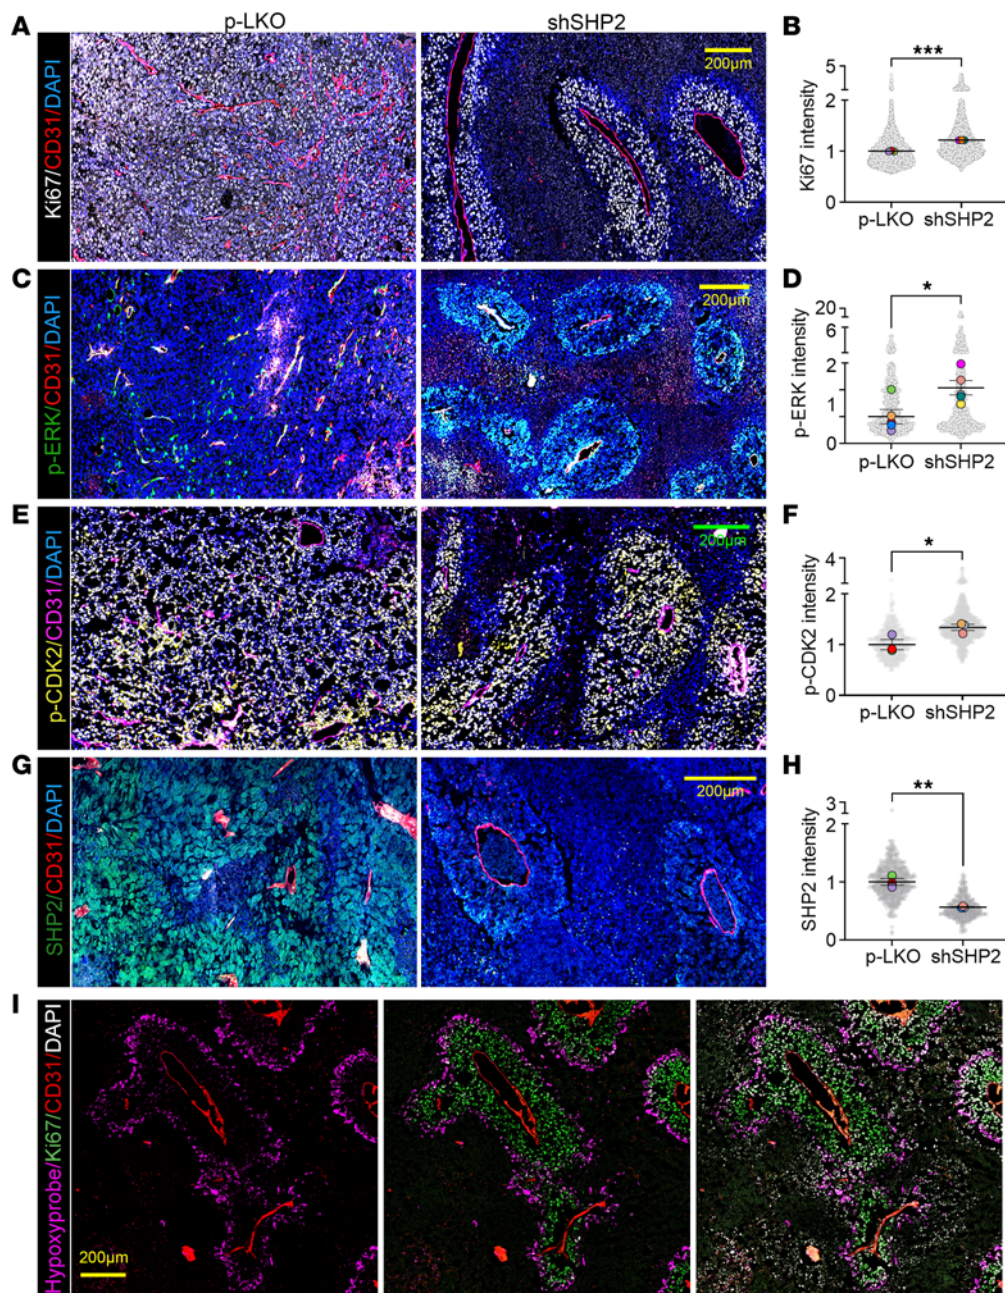 p-LKO shSHP2
A
Ki67/CD31/DAPI
200µm
B
***
Ki67 intensity
5
2
1
0
p-LKO shSHP2
C
p-ERK/CD31/DAPI
200µm
D
*
p-ERK intensity
20
6
2
1
0
p-LKO shSHP2
E
p-CDK2/CD31/DAPI
200µm
F
*
p-CDK2 intensity
4
2
1
0
p-LKO shSHP2
G
SHP2/CD31/DAPI
200µm
H
**
SHP2 intensity
3
2
1
0
p-LKO shSHP2
I
Hypoxyprobe/Ki67/CD31/DAPI
200µm